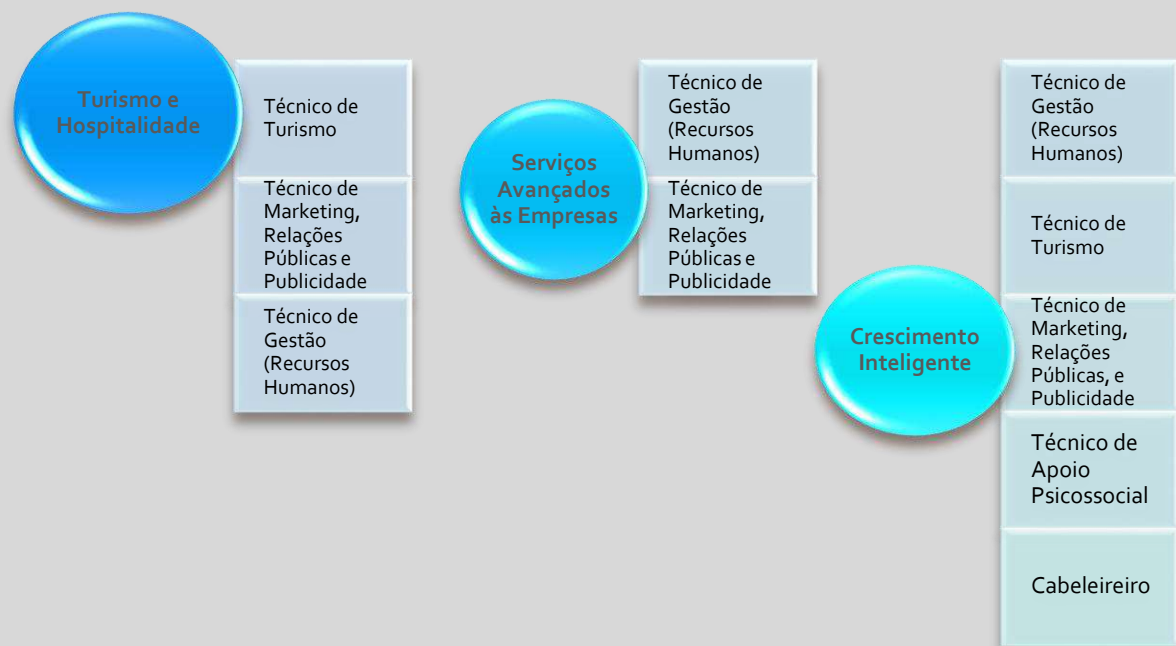 Turismo e
Hospitalidade
Técnico de
Turismo
Técnico de
Marketing,
Relações
Públicas e
Publicidade
Técnico de
Gestão
(Recursos
Humanos)
Serviços
Avançados
às Empresas
Técnico de
Gestão
(Recursos
Humanos)
Técnico de
Marketing,
Relações
Públicas e
Publicidade
Crescimento
Inteligente
Técnico de
Gestão
(Recursos
Humanos)
Técnico de
Turismo
Técnico de
Marketing,
Relações
Públicas, e
Publicidade
Técnico de
Apoio
Psicossocial
Cabeleireiro